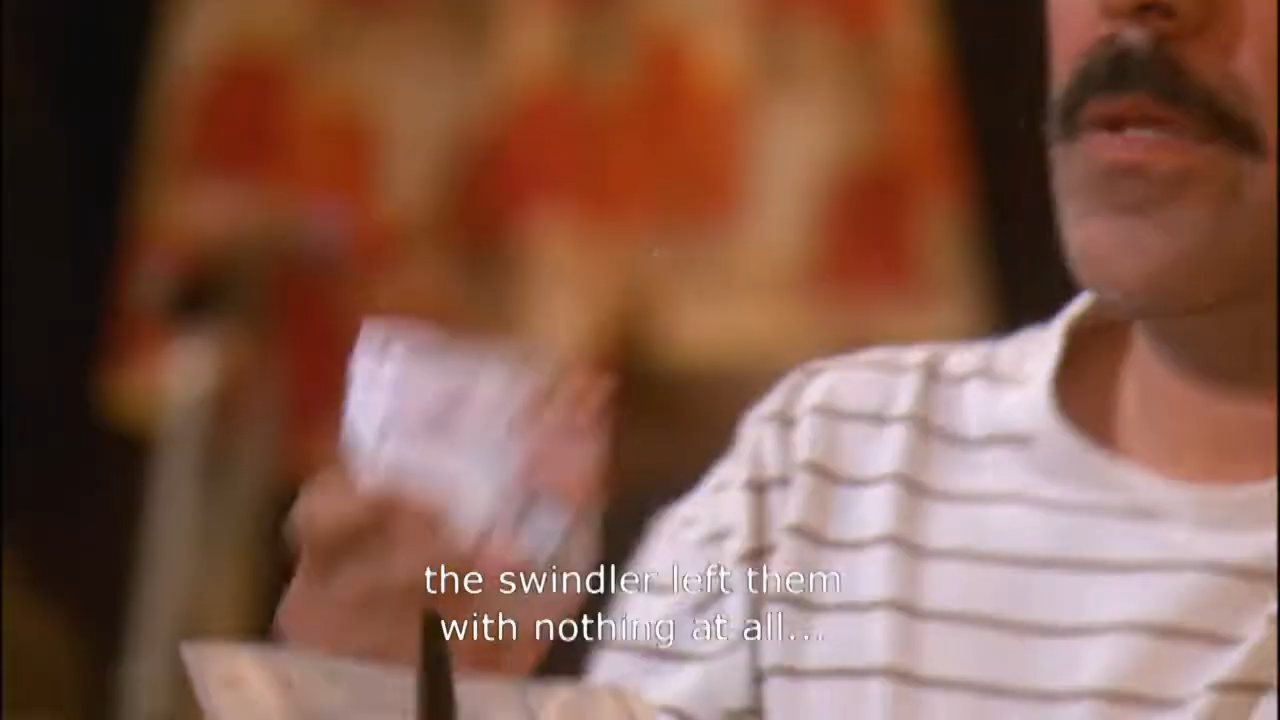 the swindler left them
with nothing at all...